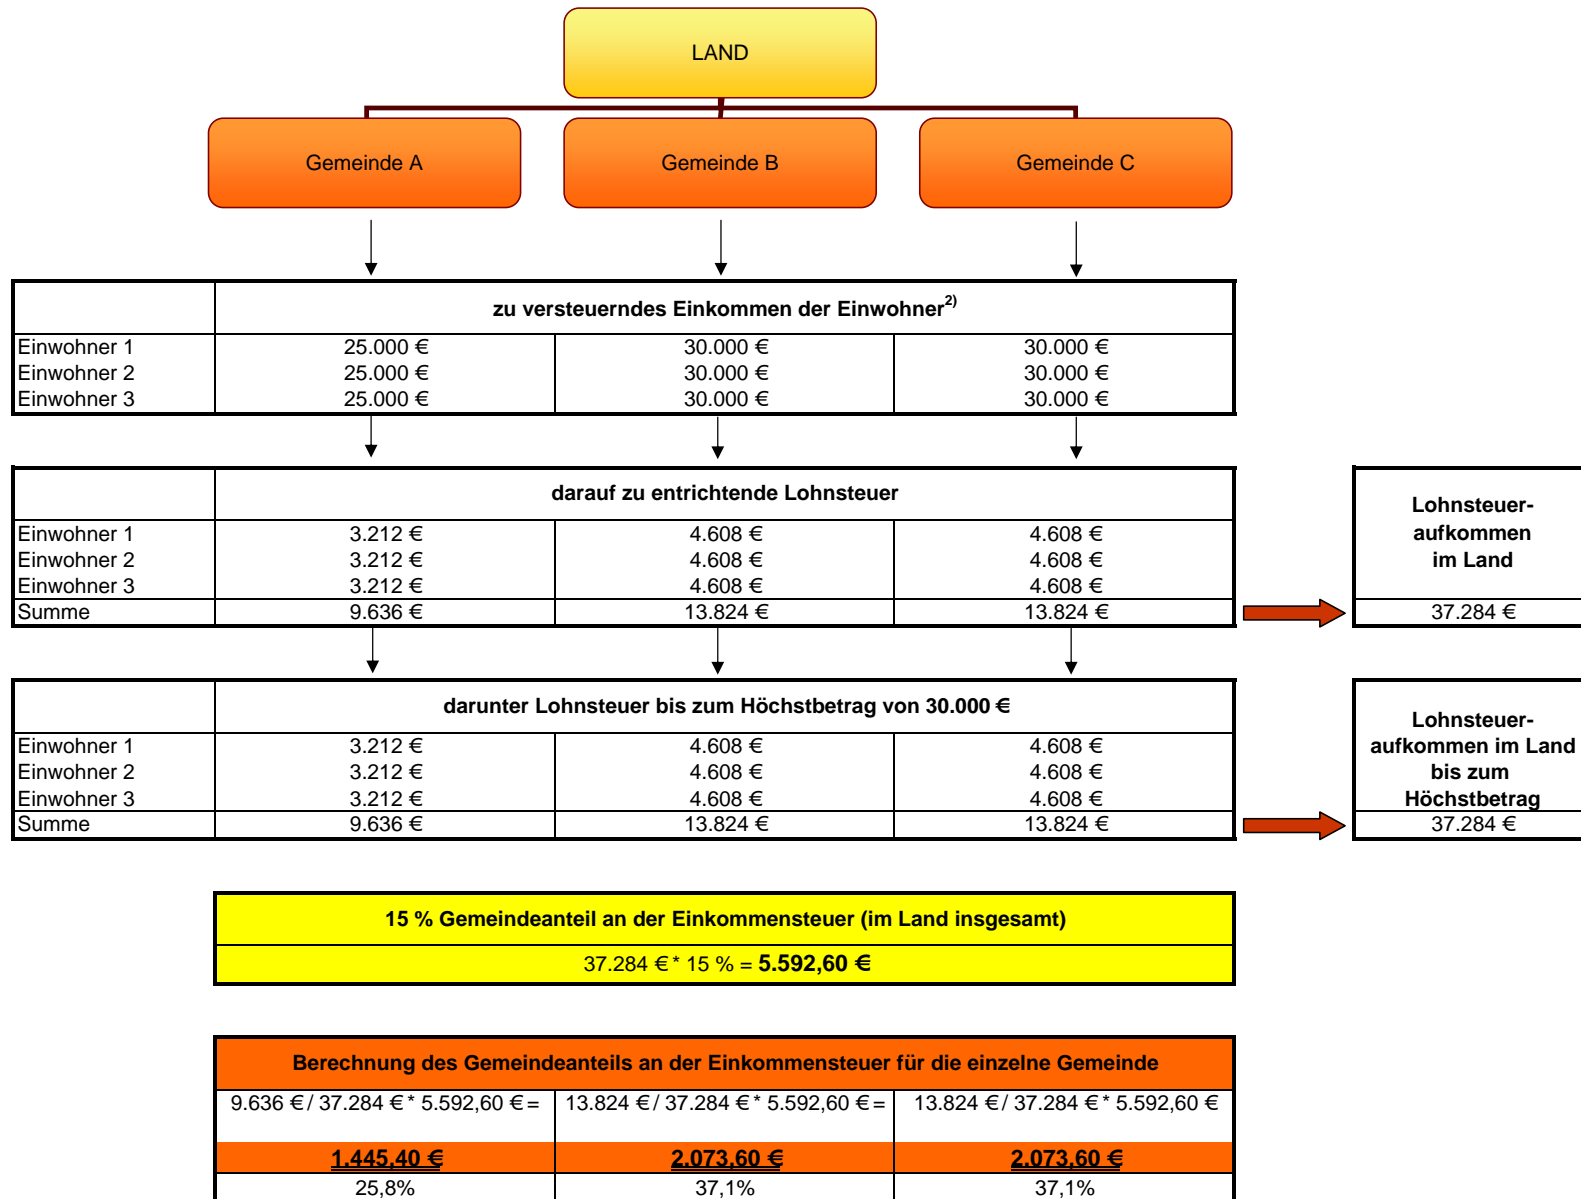 LAND
Gemeinde A Gemeinde B Gemeinde C
zu versteuerndes Einkommen der Einwohner2)
Einwohner 1 25.000 € 30.000 € 30.000 €
Einwohner 2 25.000 € 30.000 € 30.000 €
Einwohner 3 25.000 € 30.000 € 30.000 €
darauf zu entrichtende Lohnsteuer
Einwohner 1 3.212 € 4.608 € 4.608 €
Einwohner 2 3.212 € 4.608 € 4.608 €
Einwohner 3 3.212 € 4.608 € 4.608 €
Summe 9.636 € 13.824 € 13.824 €
Lohnsteuer-
aufkommen
im Land
37.284 €
darunter Lohnsteuer bis zum Höchstbetrag von 30.000 €
Einwohner 1 3.212 € 4.608 € 4.608 €
Einwohner 2 3.212 € 4.608 € 4.608 €
Einwohner 3 3.212 € 4.608 € 4.608 €
Summe 9.636 € 13.824 € 13.824 €
Lohnsteuer-
aufkommen im Land
bis zum
Höchstbetrag
37.284 €
15 % Gemeindeanteil an der Einkommensteuer (im Land insgesamt)
37.284 € * 15 % = 5.592,60 €
Berechnung des Gemeindeanteils an der Einkommensteuer für die einzelne Gemeinde
9.636 € / 37.284 € * 5.592,60 € = 13.824 € / 37.284 € * 5.592,60 € = 13.824 € / 37.284 € * 5.592,60 €
1.445,40 € 2.073,60 € 2.073,60 €
25,8% 37,1% 37,1%